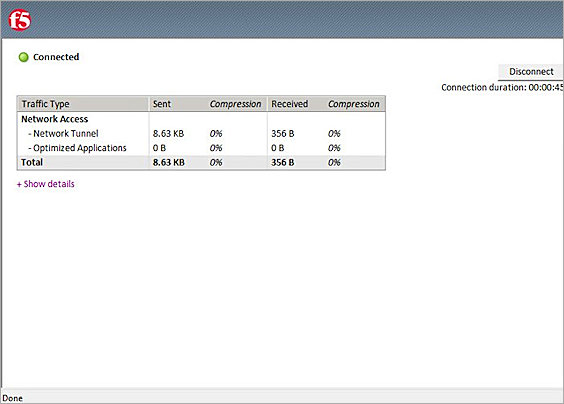 f5
Connected
Disconnect
Connection duration: 00:00:45
Traffic Type Sent Compression Received Compression
Network Access
- Network Tunnel 8.63 KB 0% 356 B 0%
- Optimized Applications 0 B 0% 0 B 0%
Total 8.63 KB 0% 356 B 0%
+ Show details
Done